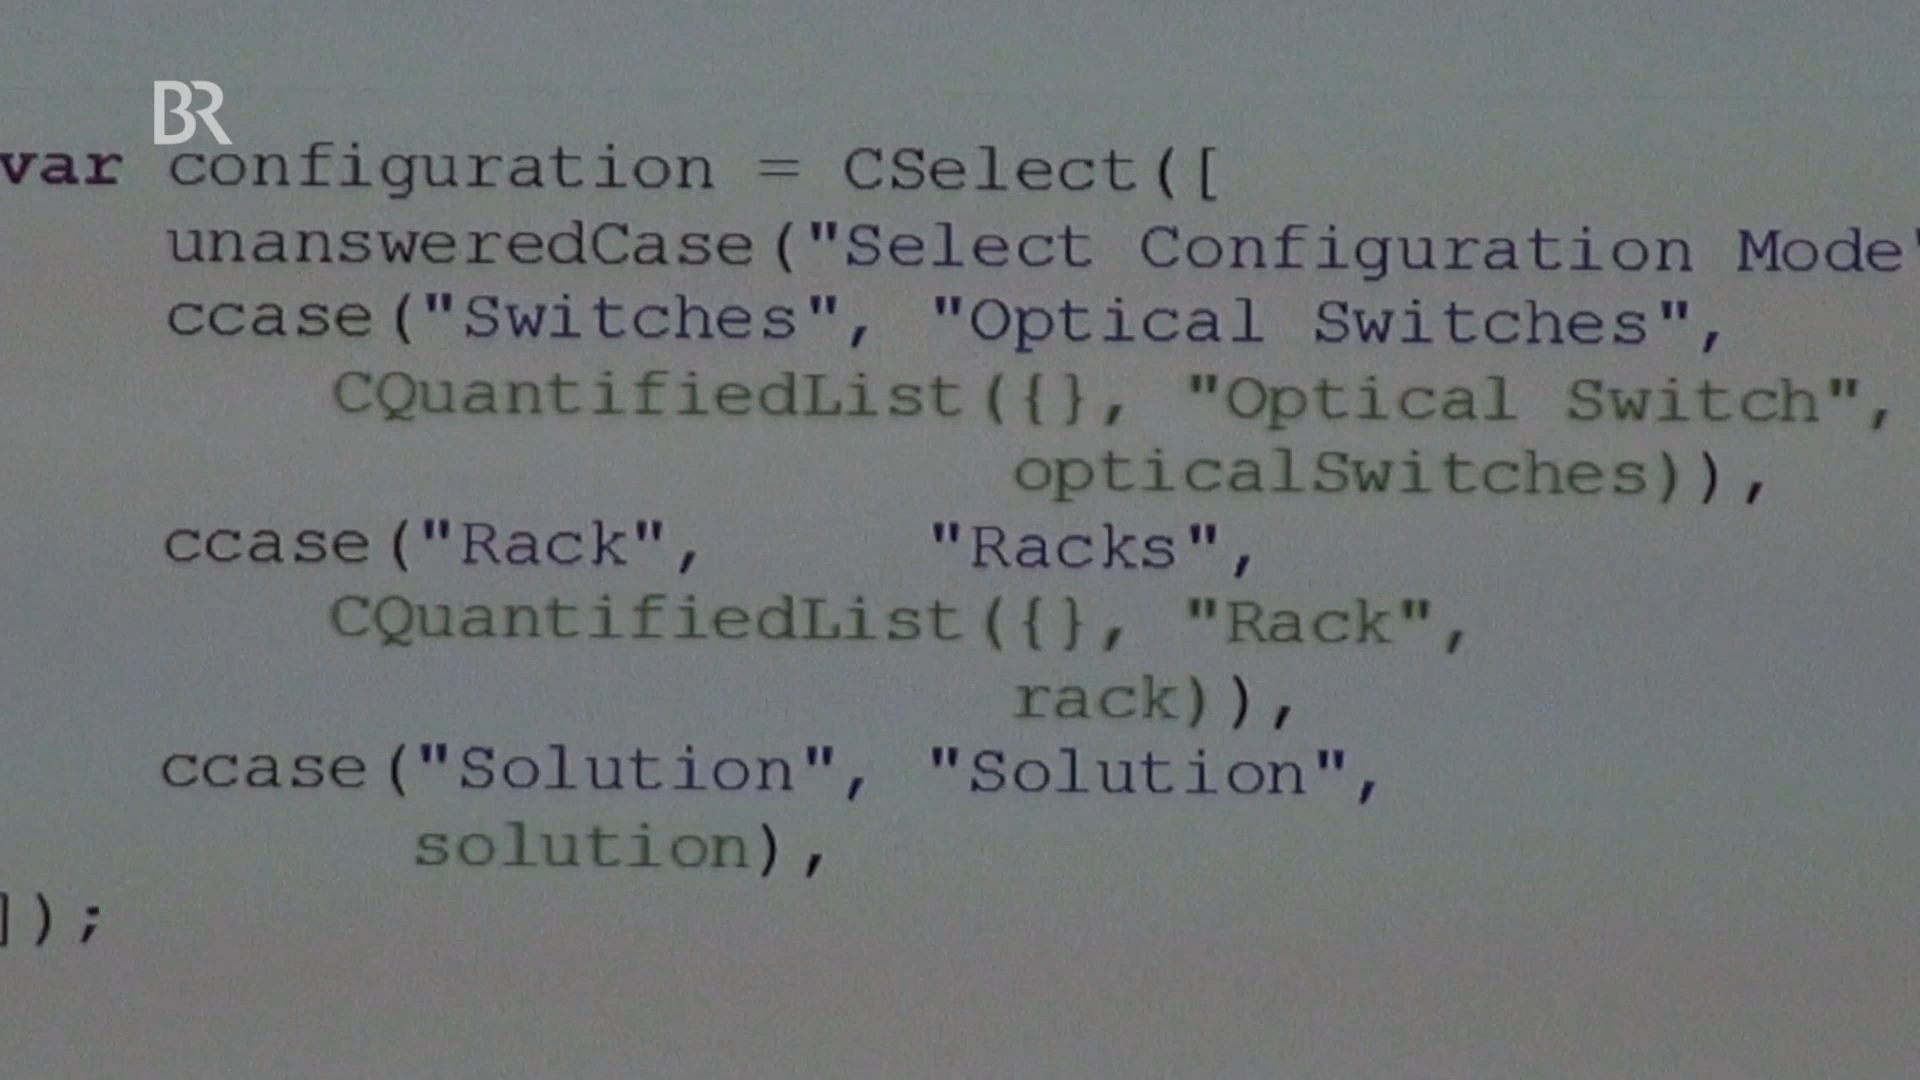 BR
var configuration = CSelect([
unansweredCase("Select Configuration Mode"
ccase("Switches", "Optical Switches",
CQuantifiedList({}, "Optical Switch",
opticalSwitches)),
ccase("Rack", "Racks",
CQuantifiedList({}, "Rack",
rack)),
ccase("Solution", "Solution",
solution),
]);